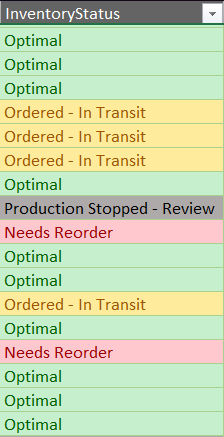 InventoryStatus
Optimal
Optimal
Optimal
Ordered - In Transit
Ordered - In Transit
Ordered - In Transit
Optimal
Production Stopped - Review
Needs Reorder
Optimal
Optimal
Ordered - In Transit
Optimal
Needs Reorder
Optimal
Optimal
Optimal